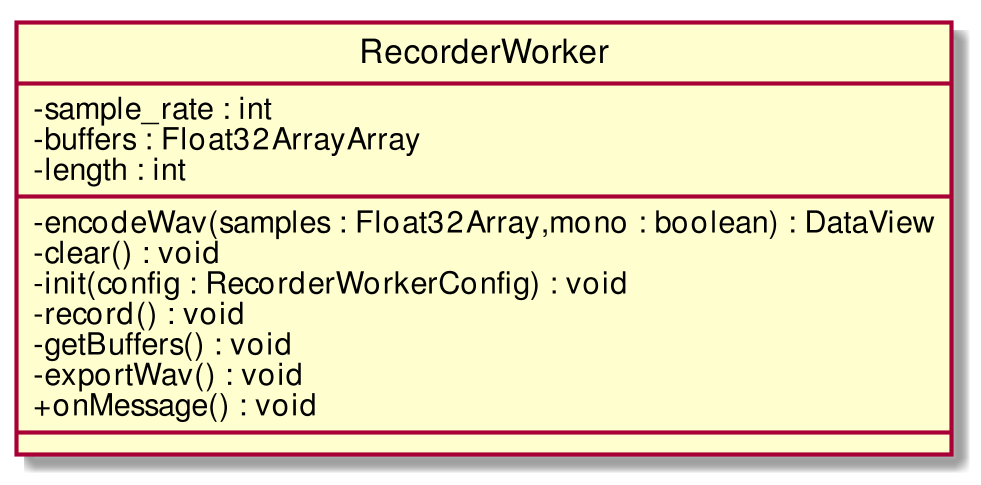 RecorderWorker
-sample_rate : int
-buffers : Float32ArrayArray
-length : int
-encodeWav(samples : Float32Array,mono : boolean) : DataView
-clear() : void
-init(config : RecorderWorkerConfig) : void
-record() : void
-getBuffers() : void
-exportWav() : void
+onMessage() : void